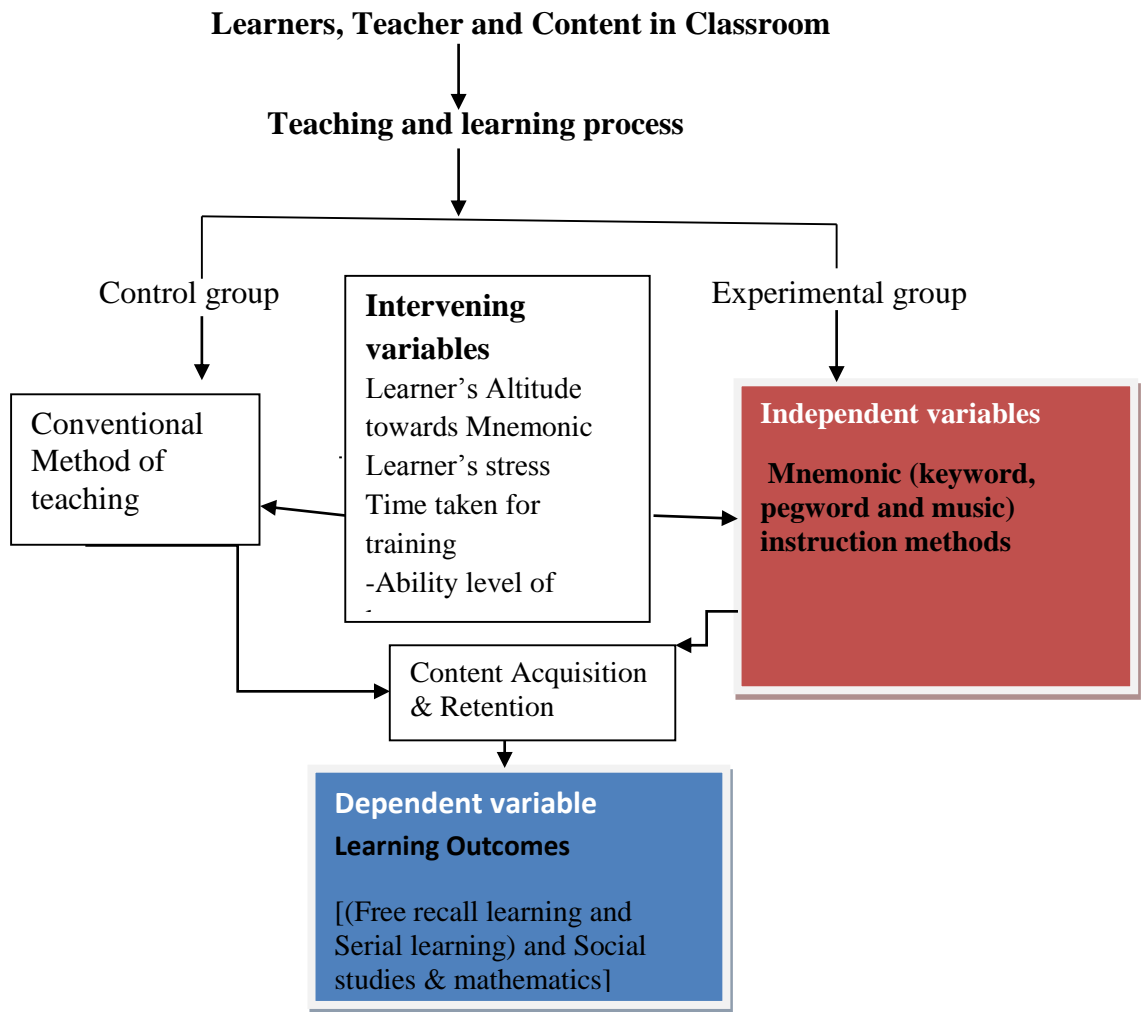 Learners, Teacher and Content in Classroom
Teaching and learning process
Control group
Experimental group
Intervening
variables
Learner's Altitude
towards Mnemonic
Learner's stress
Time taken for
training
-Ability level of
Conventional
Method of
teaching
Independent variables
Mnemonic (keyword,
pegword and music)
instruction methods
Content Acquisition
& Retention
Dependent variable
Learning Outcomes
[(Free recall learning and
Serial learning) and Social
studies & mathematics]